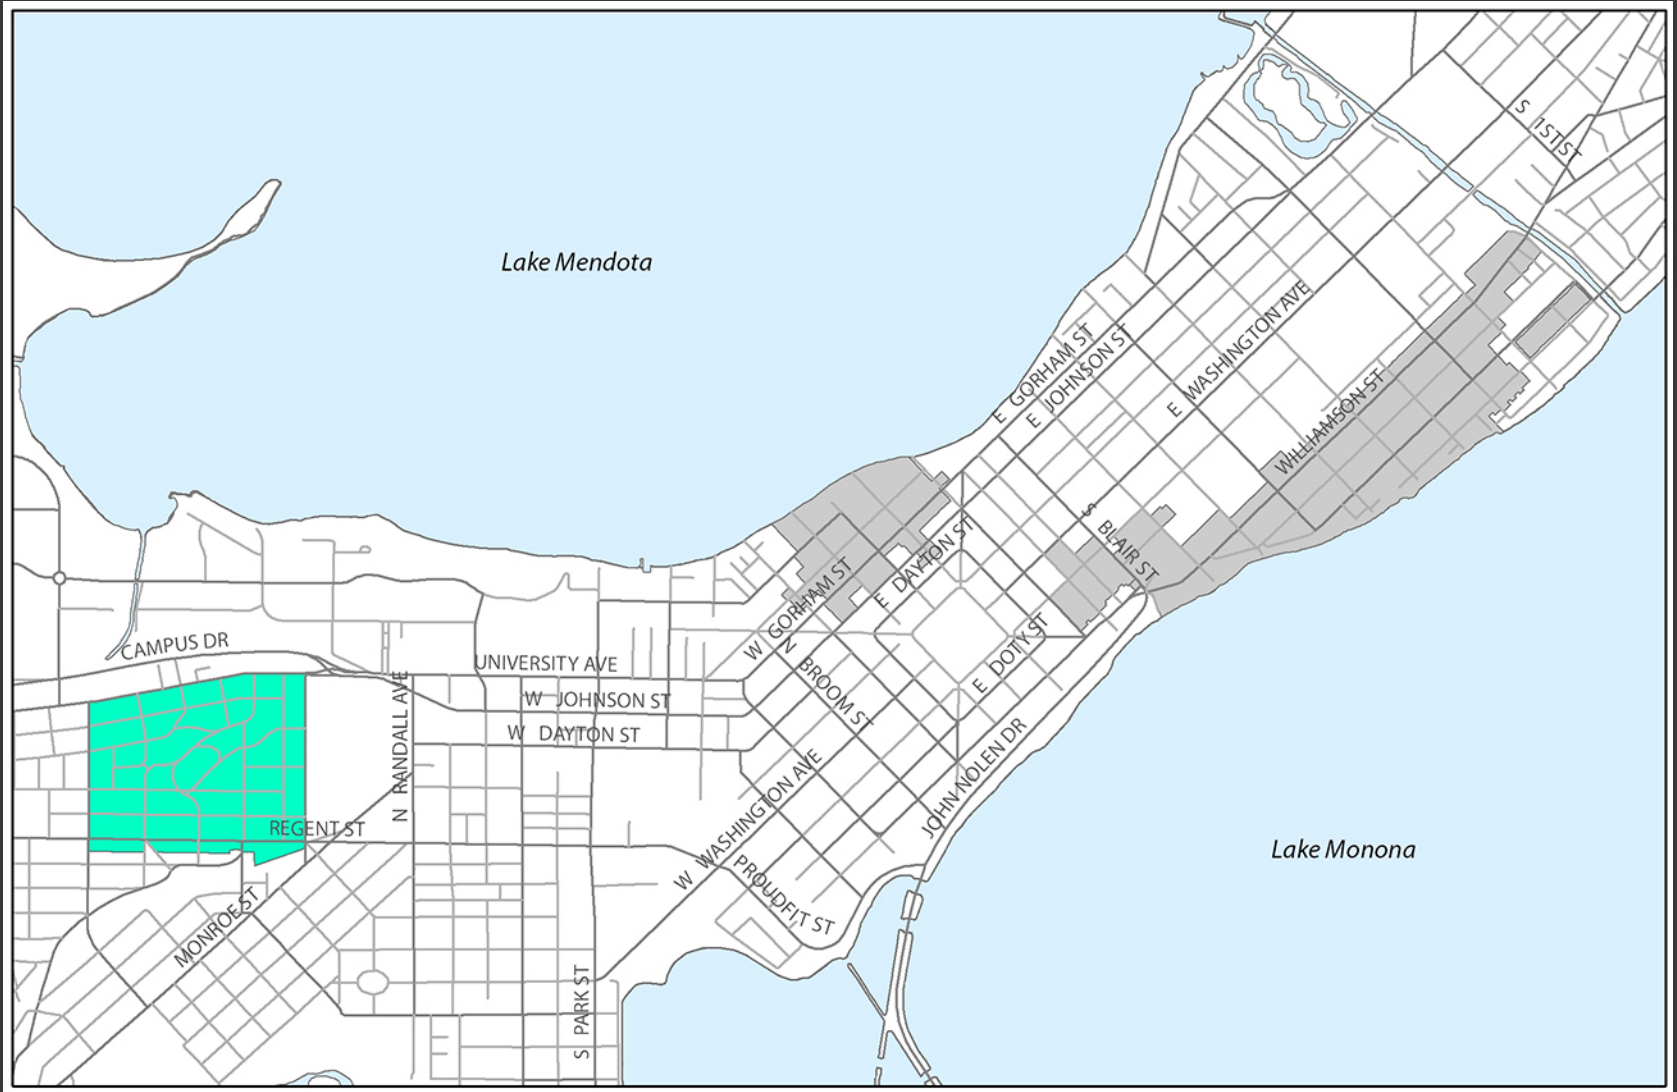 S 1ST ST
Lake Mendota
E GORHAM ST
E JOHNSON ST
E WASHINGTON AVE
WILLIAMSON ST
S BLAIR ST
E DAYTON ST
W GORHAM ST
CAMPUS DR
UNIVERSITY AVE
N BROOM ST
E DOTY ST
W JOHNSON ST
W DAYTON ST
N RANDALL AVE
JOHN NOLEN DR
W WASHINGTON AVE
REGENT ST
Lake Monona
PROUDFIT ST
MONROE ST
S PARK ST